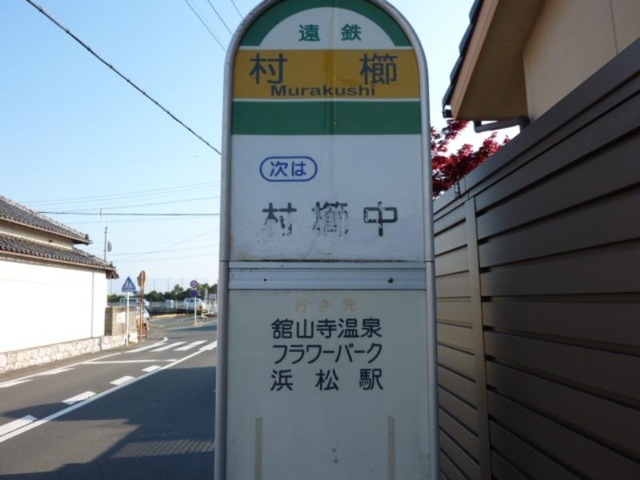 遠鉄
村櫛
Murakushi
次は
村櫛中
行き先
舘山寺温泉
フラワーパーク
浜松駅